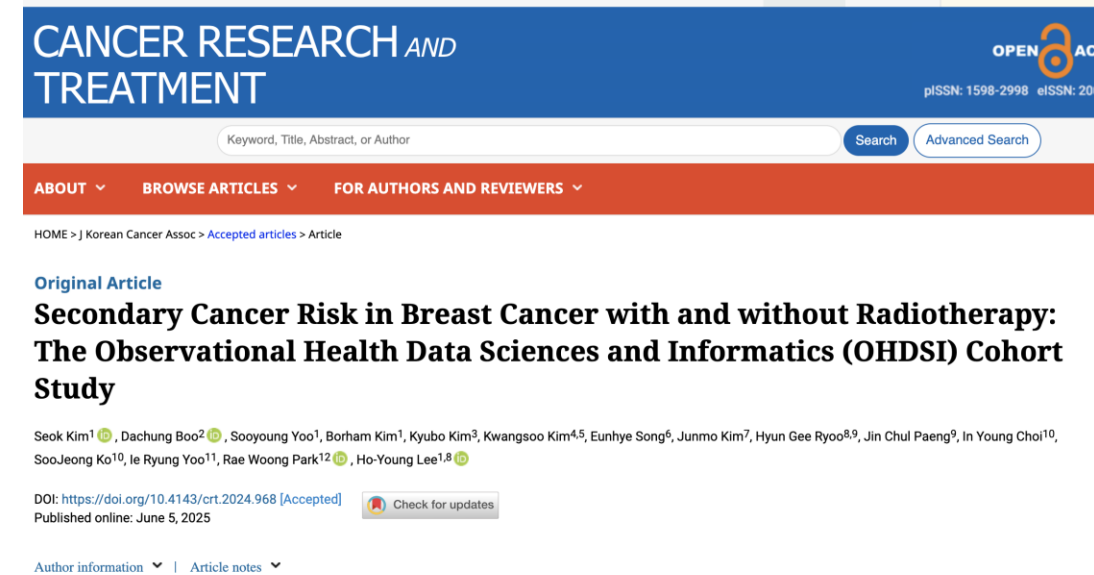 CANCER RESEARCH AND
TREATMENT
OPEN
pISSN: 1598-2998 eISSN:
Keyword, Title, Abstract, or Author
Search
Advanced Search
ABOUT
BROWSE ARTICLES
FOR AUTHORS AND REVIEWERS
HOME > J Korean Cancer Assoc > Accepted articles > Article
Original Article
Secondary Cancer Risk in Breast Cancer with and without Radiotherapy:
The Observational Health Data Sciences and Informatics (OHDSI) Cohort
Study
Seok Kim1 iD, Dachung Boo2 iD, Sooyoung Yoo1, Borham Kim1, Kyubo Kim3, Kwangsoo Kim4,5, Eunhye Song6, Junmo Kim7, Hyun Gee Ryoo8,9, Jin Chul Paeng9, In Young Choi10,
SooJeong Ko10, Ie Ryung Yoo11, Rae Woong Park12 iD, Ho-Young Lee1,8 iD
DOI: https://doi.org/10.4143/crt.2024.968 [Accepted]
Check for updates
Published online: June 5, 2025
Author information | Article notes